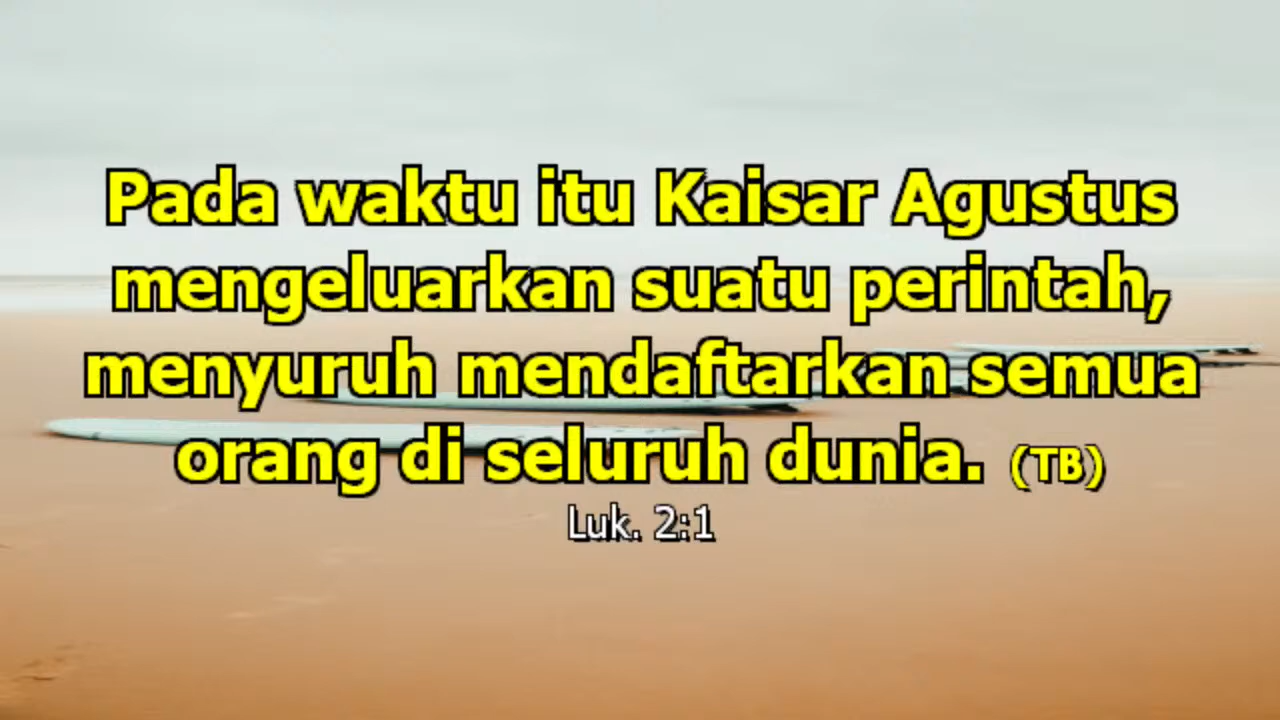 Pada waktu itu Kaisar Agustus
mengeluarkan suatu perintah,
menyuruh mendaftarkan semua
orang di seluruh dunia. (TB)
Luk. 2:1